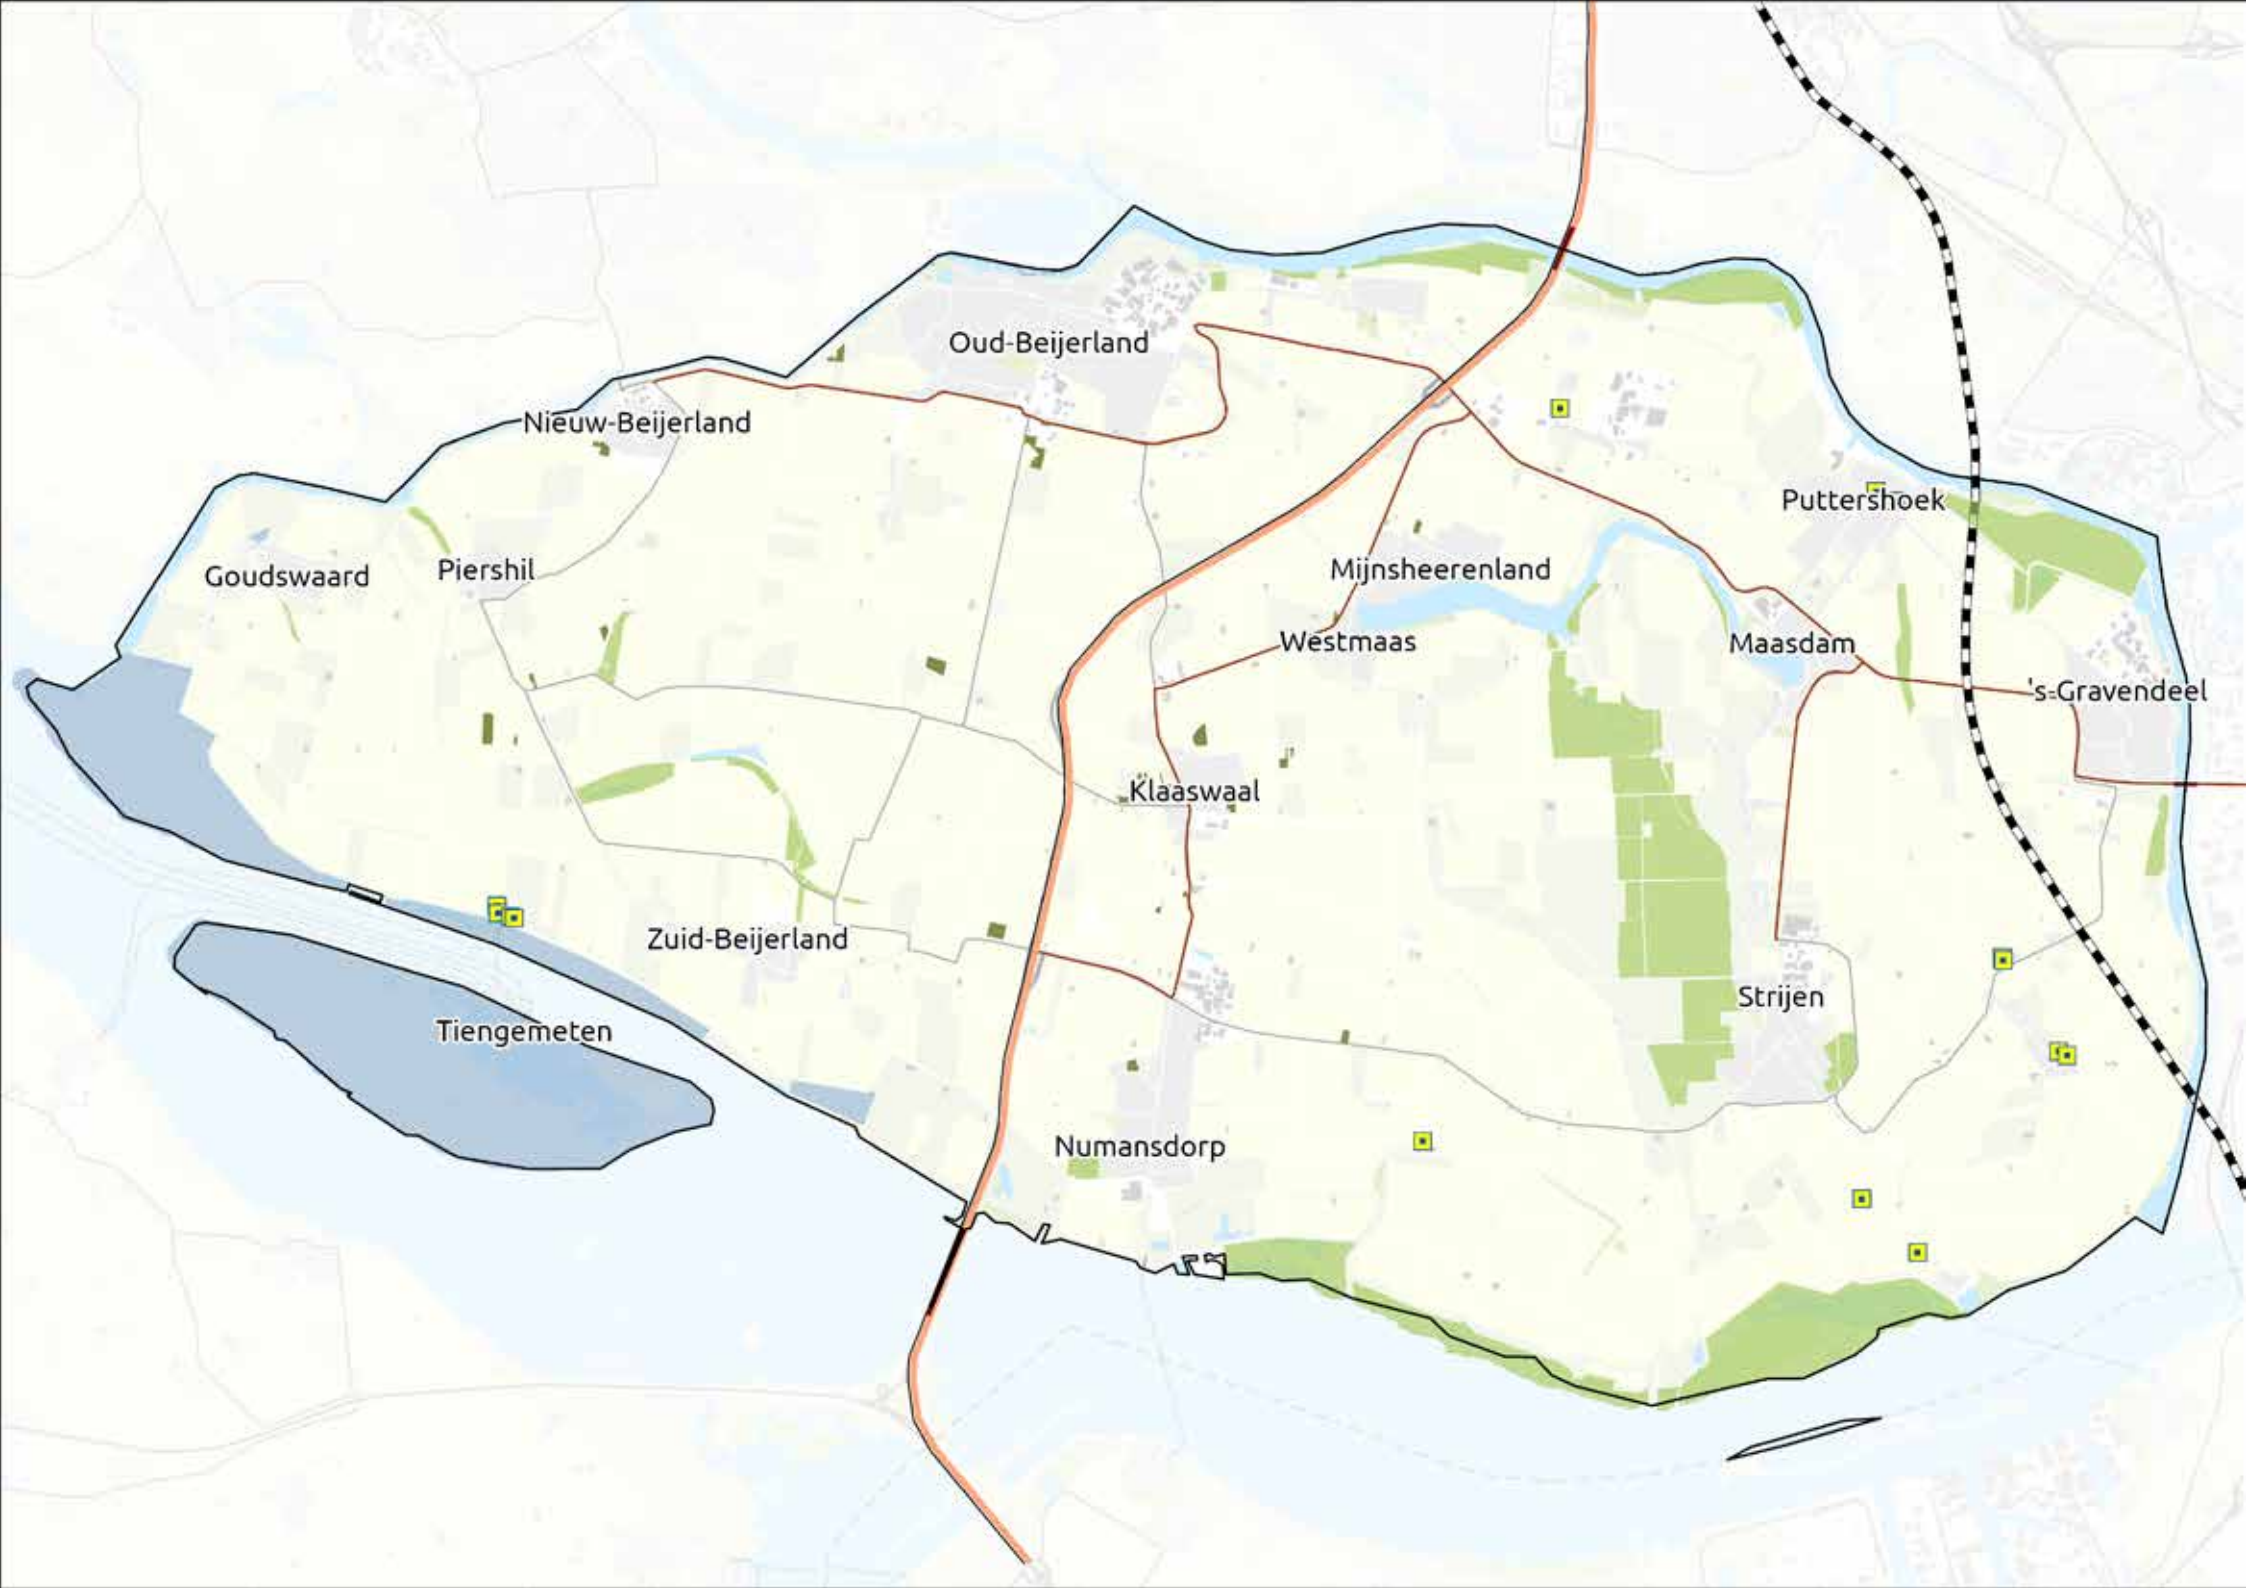 Oud-Beijerland
Nieuw-Beijerland
Puttershoek
Goudswaard
Piershil
Mijnsheerenland
Westmaas
Maasdam
's-Gravendeel
Klaaswaal
Zuid-Beijerland
Strijen
Tiengemeten
Numansdorp